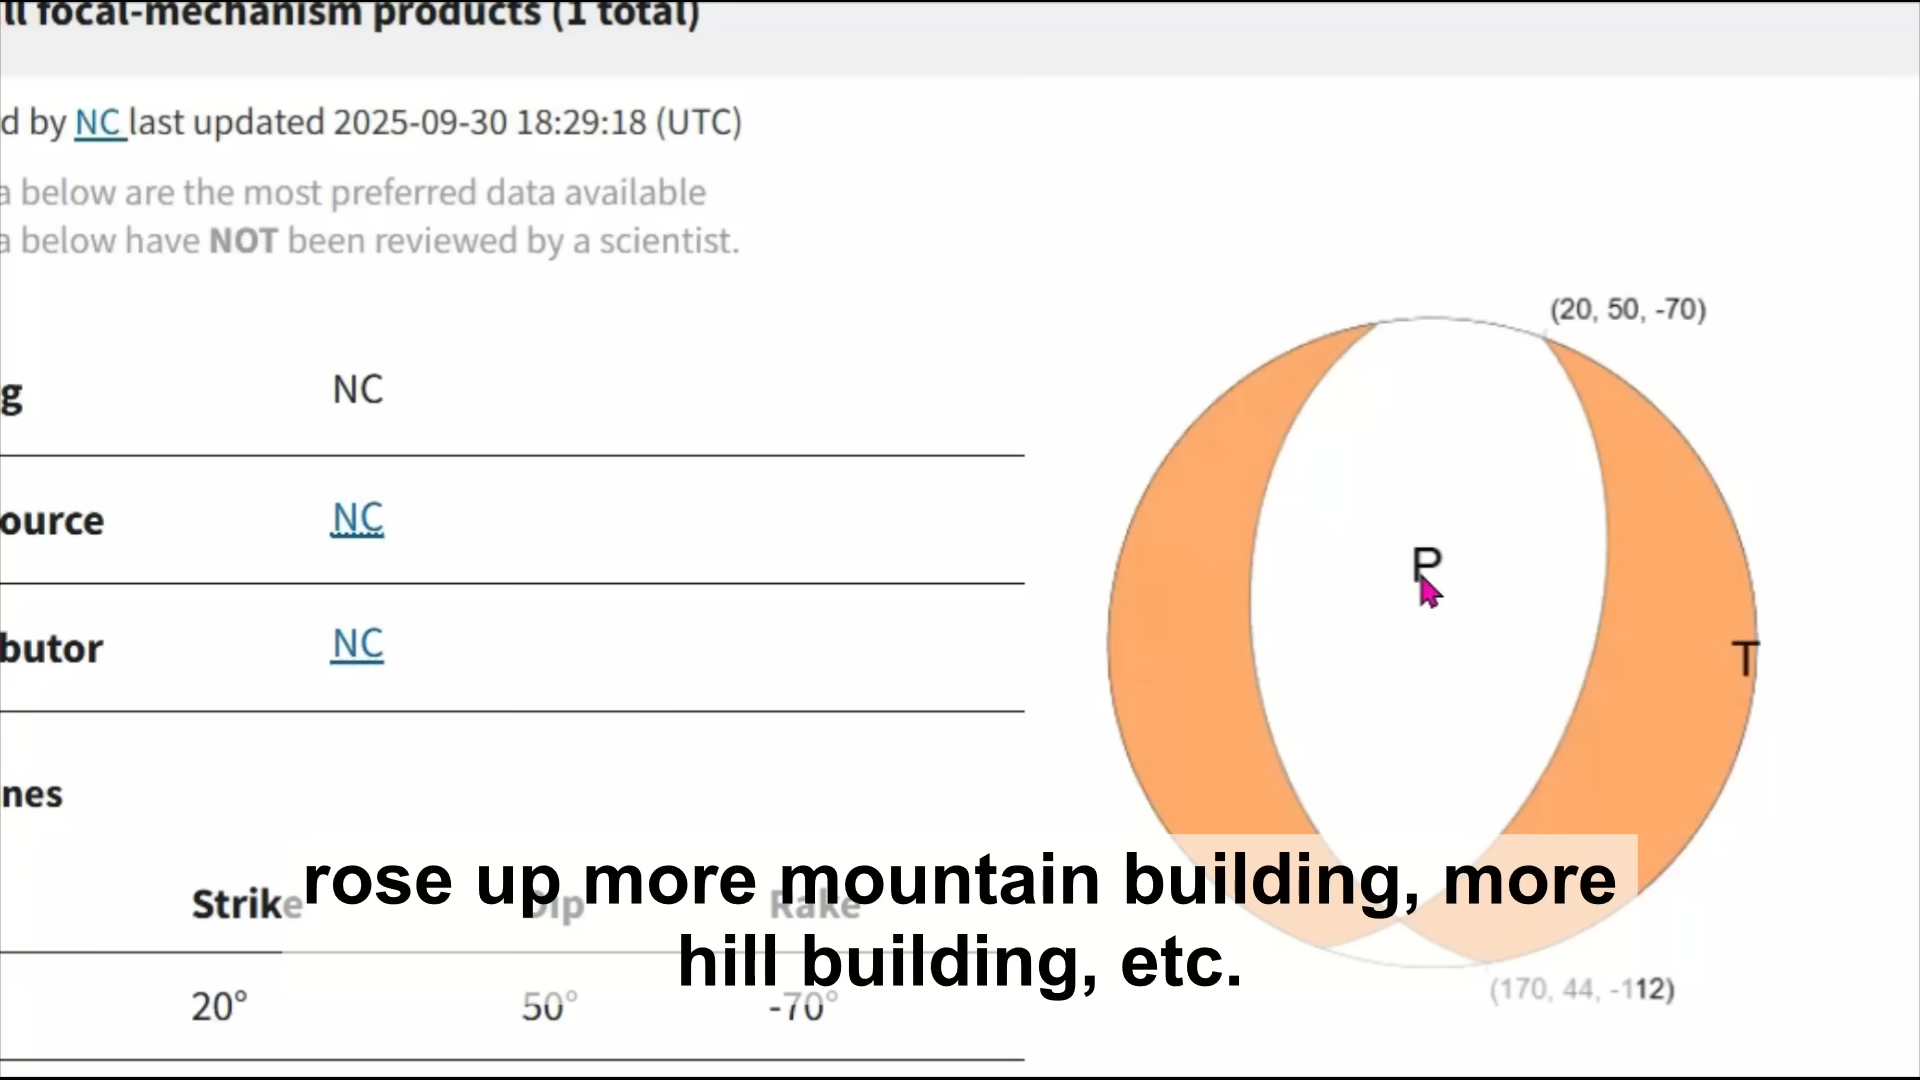 ll focal-mechanism products (1 total)
d by NC last updated 2025-09-30 18:29:18 (UTC)
a below are the most preferred data available
a below have NOT been reviewed by a scientist.
(20, 50, -70)
g NC
P
ource NC
butor NC
T
nes
Strike Dip Rake
rose up more mountain building, more
hill building, etc.
20° 50° -70°
(170, 44, -112)